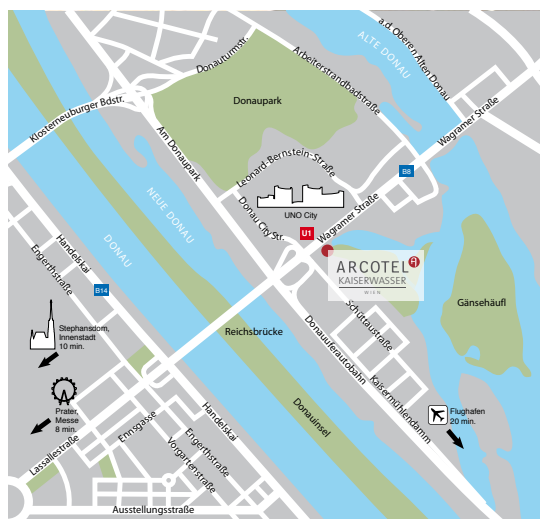 a.d. Oberen Alten Donau
ALTE DONAU
Donauturmstr.
Arbeiterstrandbadstraße
Donaupark
Klosterneuburger Bdstr.
Wagramer Straße
Am Donaupark
Leonard-Bernstein-Straße
B8
NEUE DONAU
UNO City
Donau City Str.
U1
Wagramer Straße
DONAU
Handelskai
Engerthstraße
ARCOTEL A
KAISERWASSER
WIEN
B14
Gänsehäufl
Schüttaustraße
Stephansdom,
Innenstadt
10 min.
Reichsbrücke
Donauuferautobahn
Kaisermühlendamm
Prater,
Messe
8 min.
Donauinsel
Flughafen
20 min.
Handelskai
Ennsgasse
Engerthstraße
Vorgartenstraße
Lassallestraße
Ausstellungsstraße